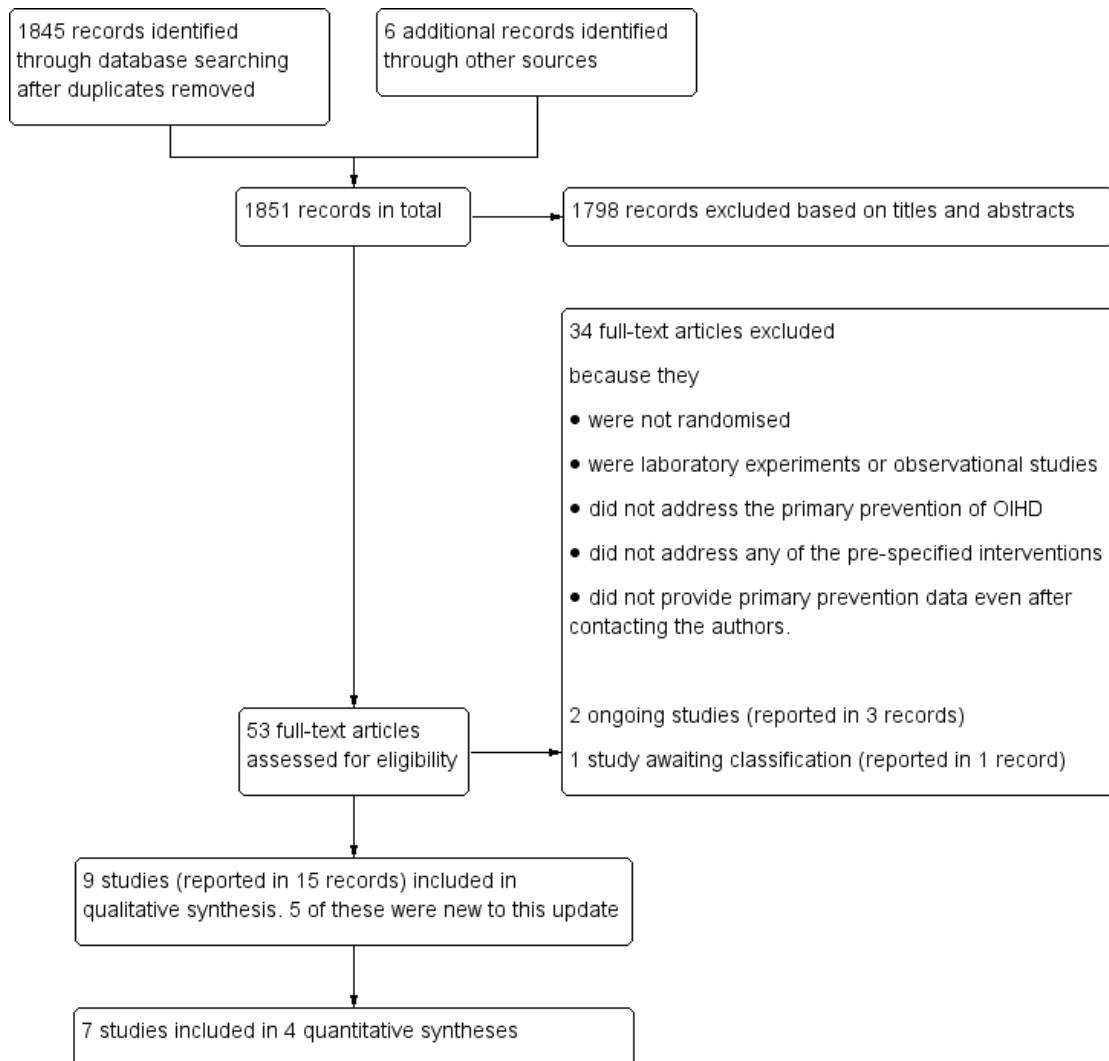 1845 records identified
through database searching
after duplicates removed
6 additional records identified
through other sources
1851 records in total
1798 records excluded based on titles and abstracts
34 full-text articles excluded
because they
● were not randomised
● were laboratory experiments or observational studies
● did not address the primary prevention of OIHD
● did not address any of the pre-specified interventions
● did not provide primary prevention data even after
contacting the authors.
2 ongoing studies (reported in 3 records)
1 study awaiting classification (reported in 1 record)
53 full-text articles
assessed for eligibility
9 studies (reported in 15 records) included in
qualitative synthesis. 5 of these were new to this update
7 studies included in 4 quantitative syntheses